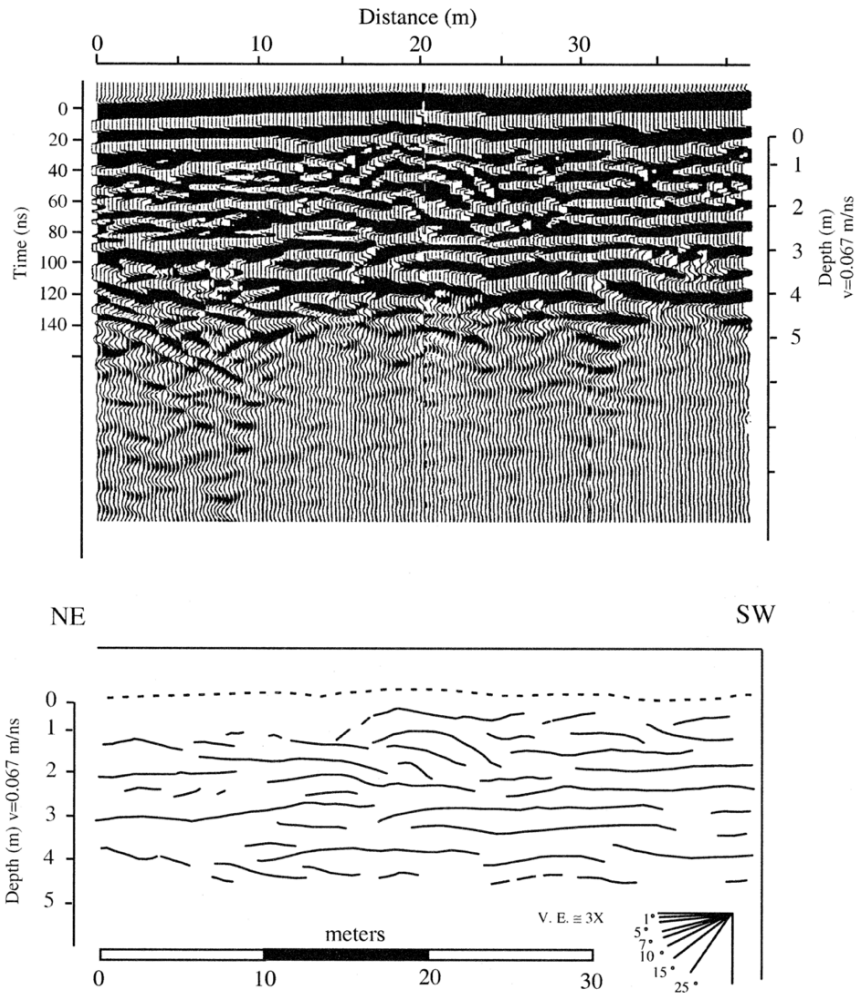 Distance (m)
0 10 20 30
0
20
40
60
80
100
120
140
Time (ns)
0
1
2
3
4
5
Depth (m)
v=0.067 m/ns
NE SW
0
1
2
3
4
5
Depth (m) v=0.067 m/ns
V. E. ≅ 3X
1°
5°
7°
10°
15°
25°
meters
0 10 20 30